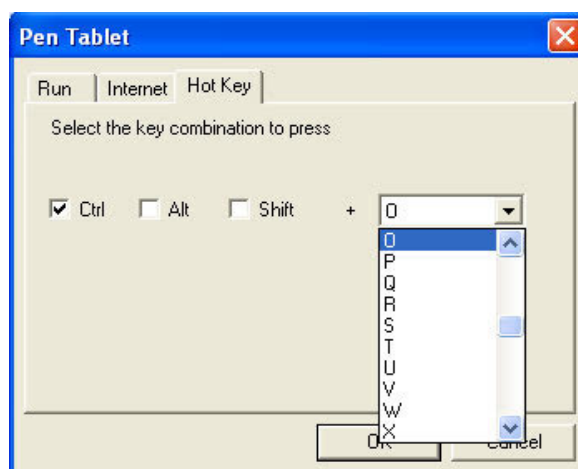 Pen Tablet
Run Internet Hot Key
Select the key combination to press
Ctrl Alt Shift + O
O
P
Q
R
S
T
U
V
W
X
OK Cancel